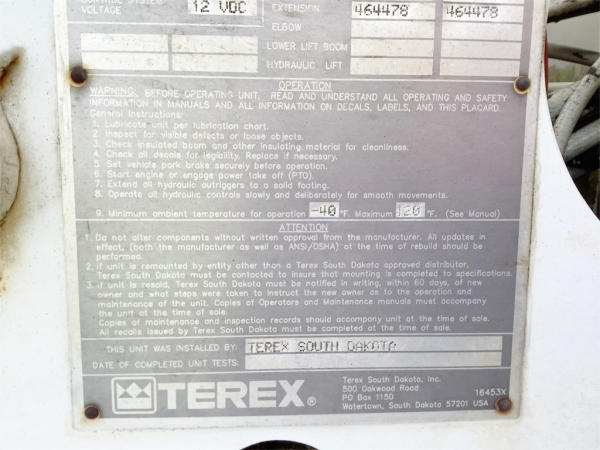 VOLTAGE 12 VDC
EXTENSION 464478 464478
ELBOW
LOWER LIFT BOOM
HYDRAULIC LIFT
OPERATION
WARNING: BEFORE OPERATING UNIT, READ AND UNDERSTAND ALL OPERATING AND SAFETY
INFORMATION IN MANUALS AND ALL INFORMATION ON DECALS, LABELS, AND THIS PLACARD.
General Instructions:
1. Lubricate unit per lubrication chart.
2. Inspect for visible defects or loose objects.
3. Check insulated boom and other insulating material for cleanliness.
4. Check all decals for legibility. Replace if necessary.
5. Set vehicle park brake securely before operation.
6. Start engine or engage power take off (PTO).
7. Extend all hydraulic outriggers to a solid footing.
8. Operate all hydraulic controls slowly and deliberately for smooth movements.
9. Minimum ambient temperature for operation -40 °F. Maximum 120 °F. (See Manual)
ATTENTION
1. Do not alter components without written approval from the manufacturer. All updates in
effect, (both the manufacturer as well as ANSI/OSHA) at the time of rebuild should be
performed.
2. if unit is remounted by entity other than a Terex South Dakota approved distributor,
Terex South Dakota must be contacted to insure that mounting is completed to specifications.
3. if unit is resold, Terex South Dakota must be notified in writing, within 60 days, of new
owner and what steps were taken to instruct the new owner as to the operation and
maintenance of the unit. Copies of Operators and Maintenance manuals must accompany
the unit at the time of sale.
Copies of maintenance and inspection records should accompany unit at the time of sale.
All recalls issued by Terex South Dakota must be completed at the time of sale.
THIS UNIT WAS INSTALLED BY: TEREX SOUTH DAKOTA
DATE OF COMPLETED UNIT TESTS:
TEREX®
Terex South Dakota, Inc.
500 Oakwood Road
PO Box 1150
Watertown, South Dakota 57201 USA
16453X